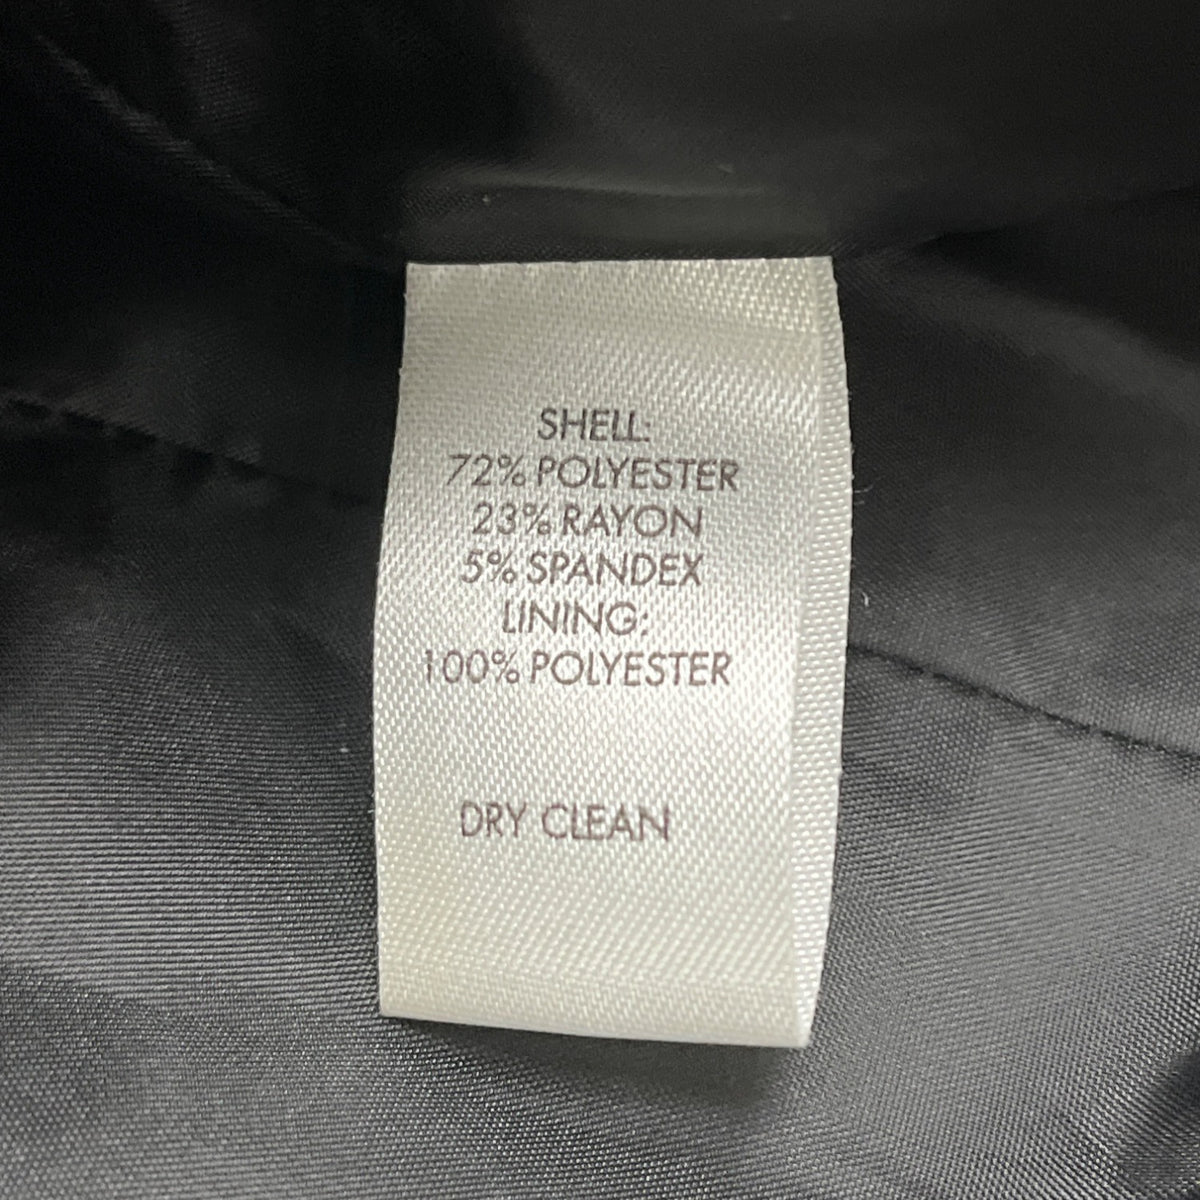 SHELL:
72% POLYESTER
23% RAYON
5% SPANDEX
LINING:
100% POLYESTER
DRY CLEAN